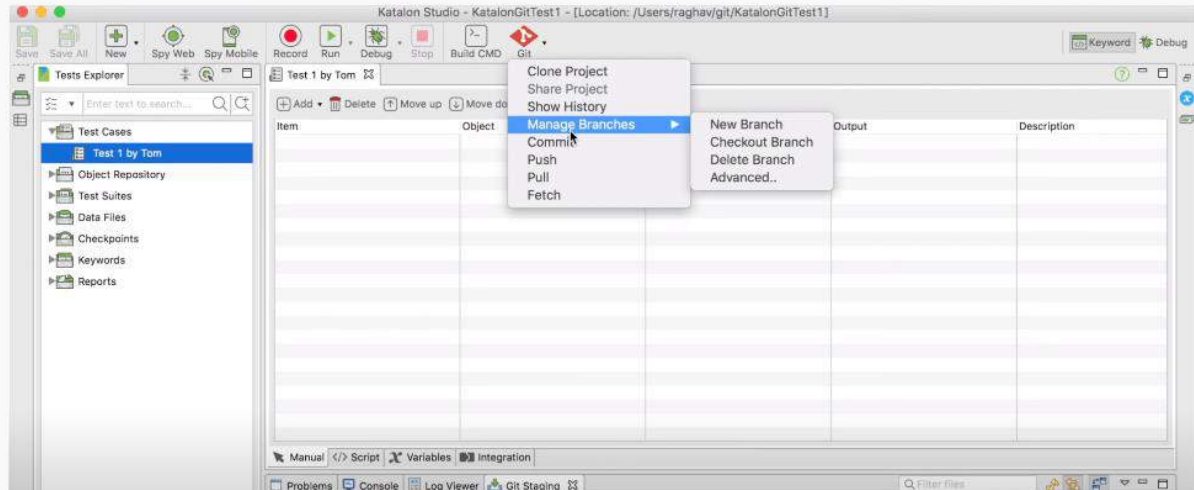 Katalon Studio - KatalonGitTest1 - [Location: /Users/raghav/git/KatalonGitTest1]
Save Save All New Spy Web Spy Mobile Record Run Debug Stop Build CMD Git Keyword Debug
Tests Explorer
Test 1 by Tom
Enter text to search...
Add Delete Move up Move do
Item Object Output Description
Clone Project
Share Project
Show History
Manage Branches
Commit
Push
Pull
Fetch
New Branch
Checkout Branch
Delete Branch
Advanced..
Test Cases
Test 1 by Tom
Object Repository
Test Suites
Data Files
Checkpoints
Keywords
Reports
Manual </> Script Variables Integration
Problems Console Log Viewer Git Staging Filter files